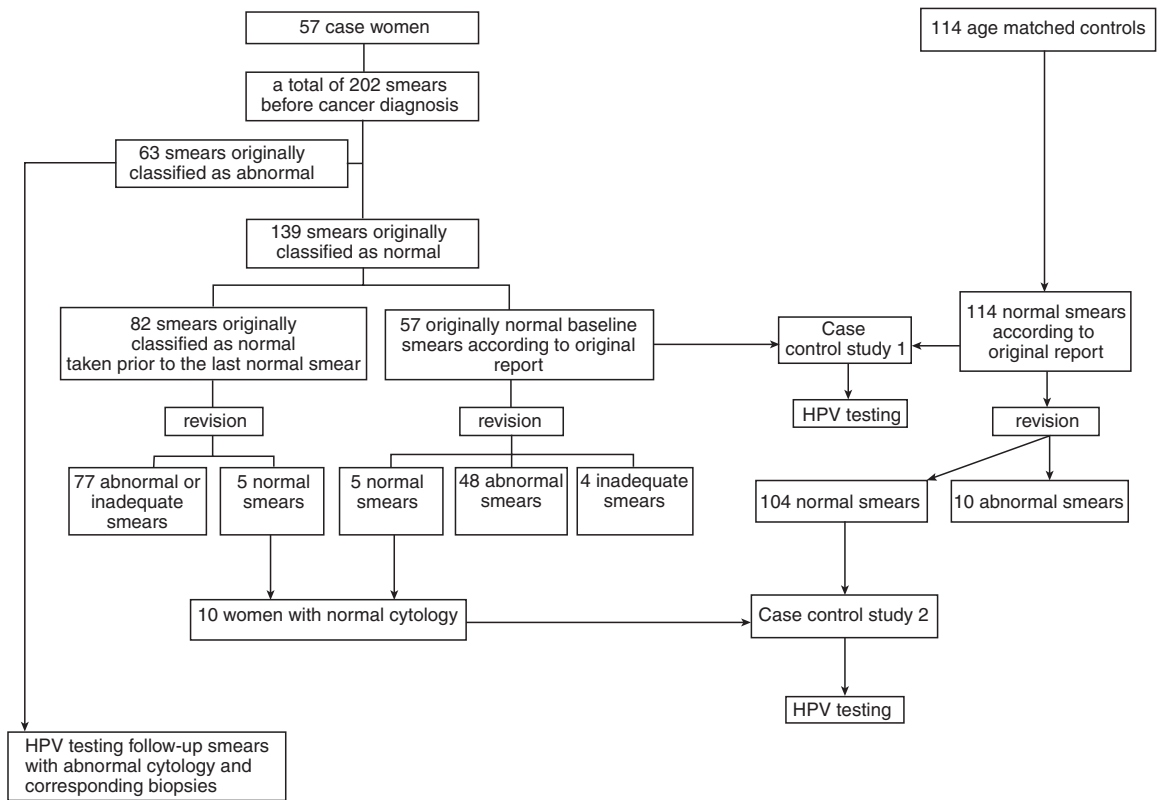 57 case women
114 age matched controls
a total of 202 smears
before cancer diagnosis
63 smears originally
classified as abnormal
139 smears originally
classified as normal
82 smears originally
classified as normal
taken prior to the last normal smear
57 originally normal baseline
smears according to original
report
Case
control study 1
114 normal smears
according to
original report
HPV testing
revision
revision
revision
77 abnormal or
inadequate
smears
5 normal
smears
5 normal
smears
48 abnormal
smears
4 inadequate
smears
104 normal smears
10 abnormal smears
10 women with normal cytology
Case control study 2
HPV testing
HPV testing follow-up smears
with abnormal cytology and
corresponding biopsies